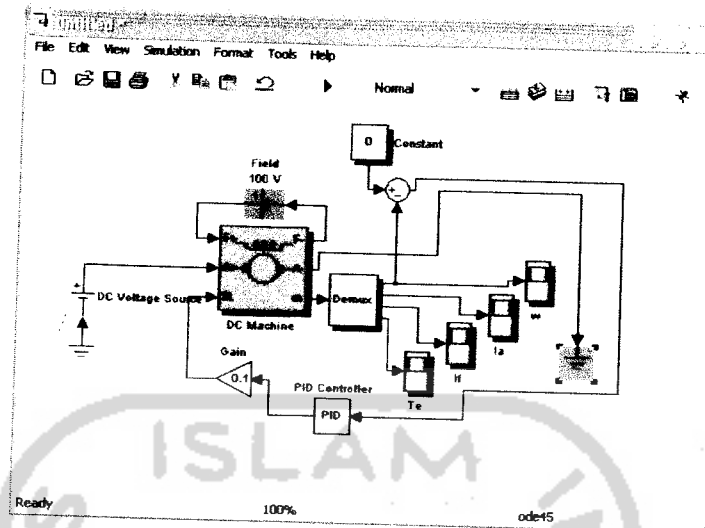 Untitled
File Edit View Simulation Format Tools Help
Normal
0
Constant
Field
100 V
DC Voltage Source
DC Machine
Demux
w
Ia
If
Te
Gain
0.1
PID Controller
PID
ISLAM
Ready
100%
ode45